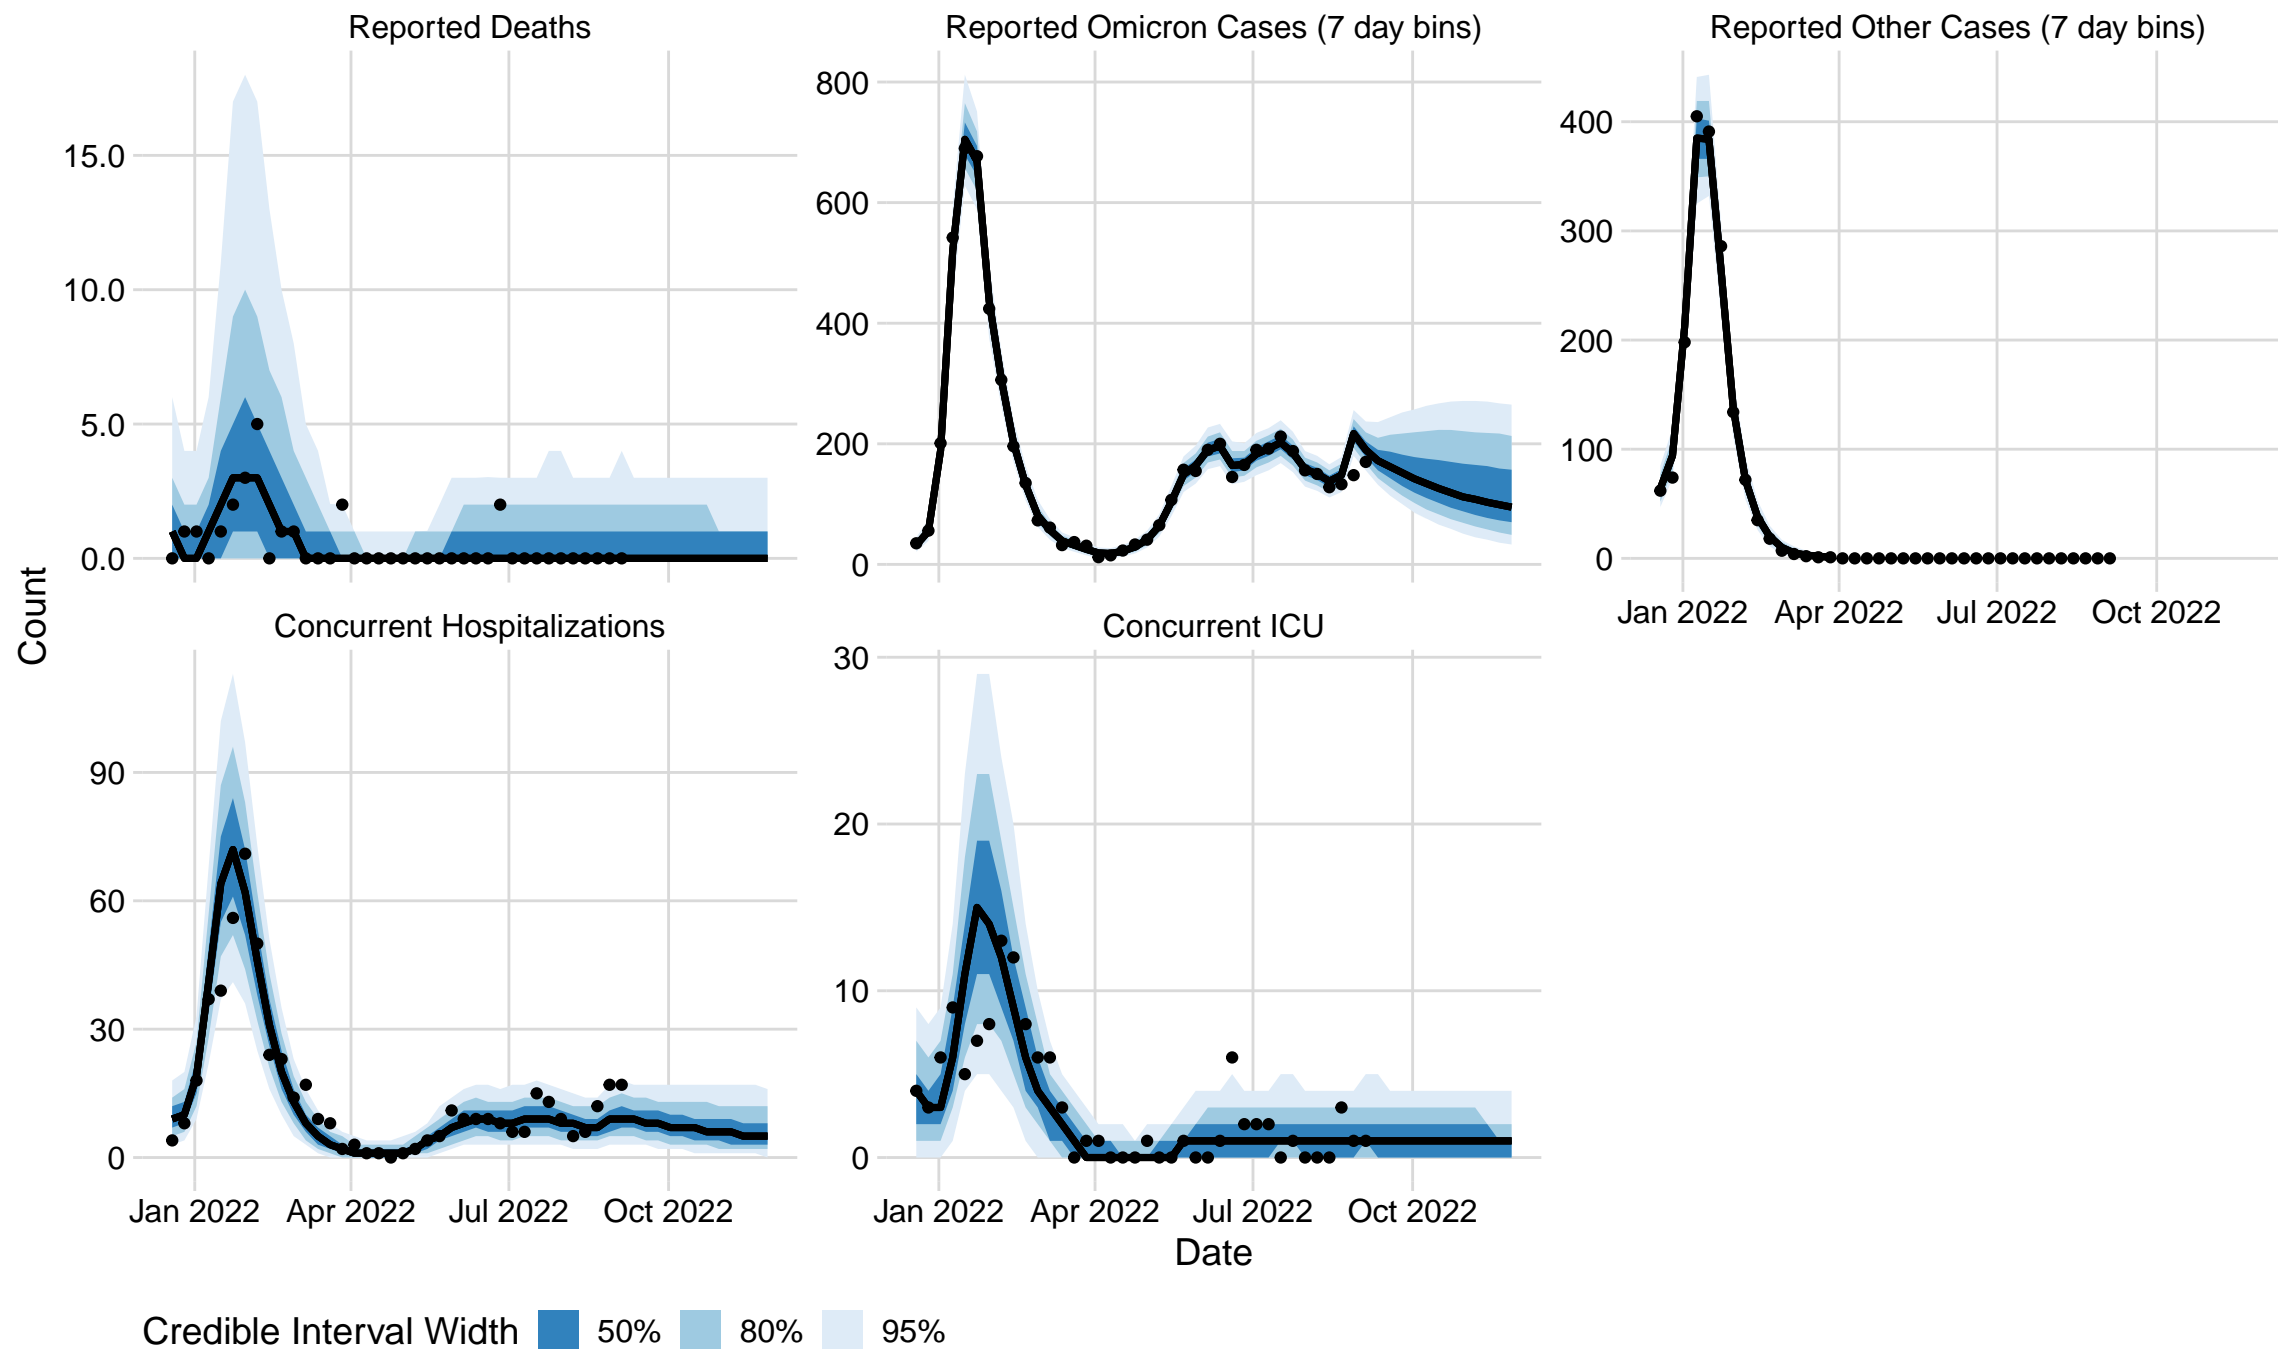 Reported Deaths
Reported Omicron Cases (7 day bins)
Reported Other Cases (7 day bins)
15.0
10.0
5.0
0.0
800
600
400
200
0
400
300
200
100
0
Jan 2022 Apr 2022 Jul 2022 Oct 2022
Count
Concurrent Hospitalizations
Concurrent ICU
90
60
30
0
30
20
10
0
Jan 2022 Apr 2022 Jul 2022 Oct 2022
Jan 2022 Apr 2022 Jul 2022 Oct 2022
Date
Credible Interval Width 50% 80% 95%